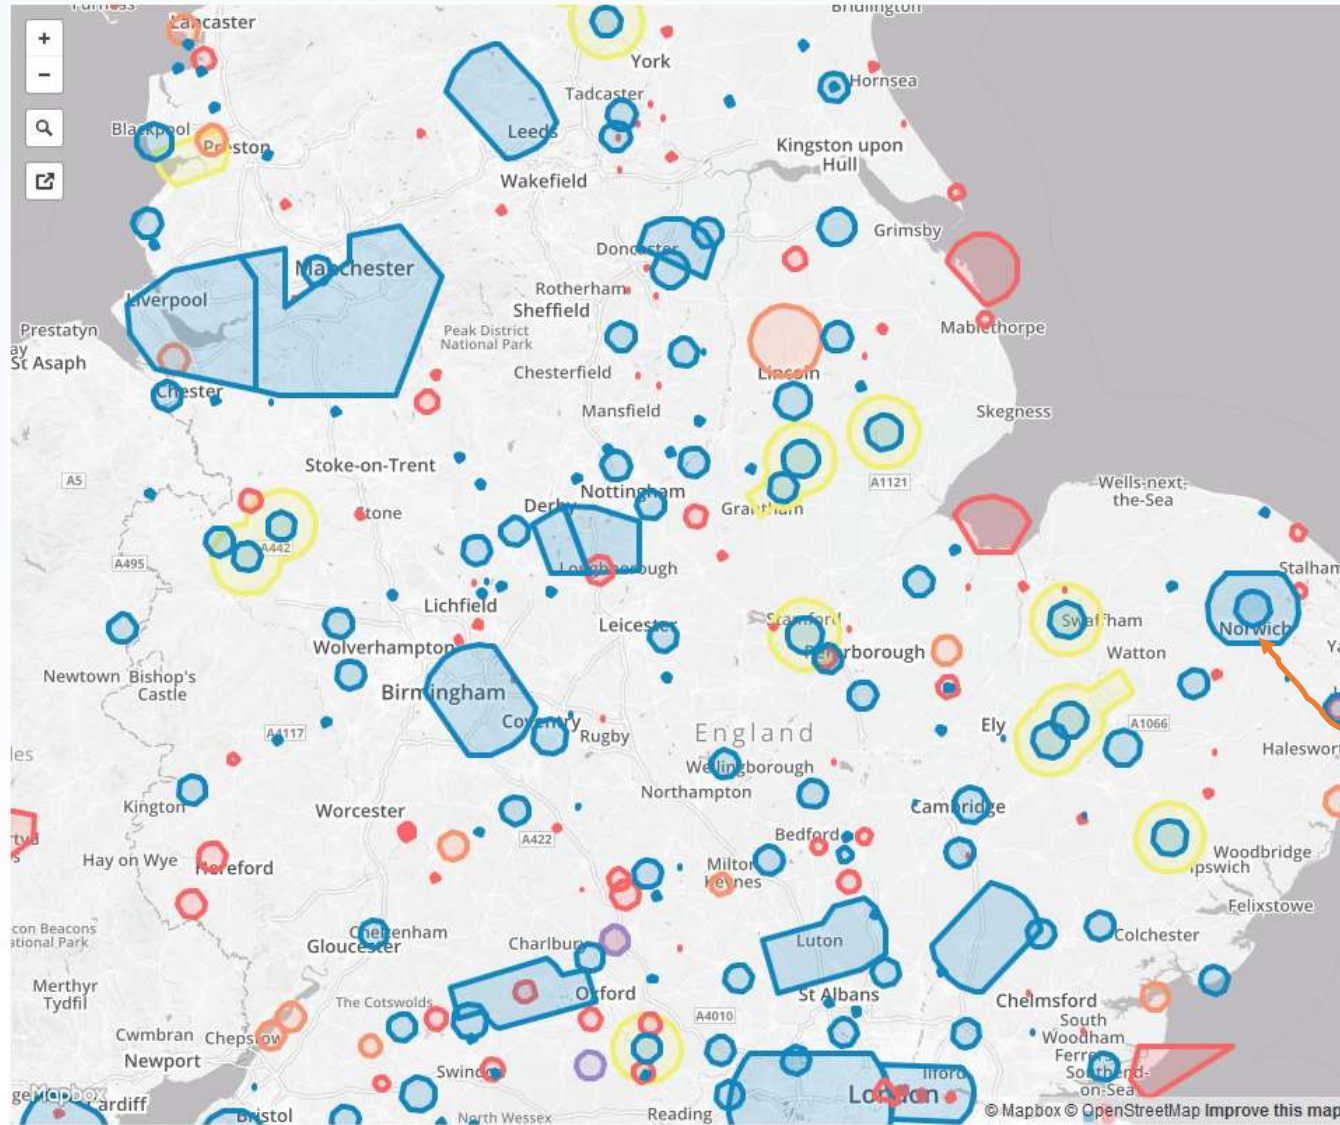 Lancaster
Bridlington
+
−
York
Hornsea
Tadcaster
Blackpool
Leeds
Preston
Kingston upon
Hull
Wakefield
Grimsby
Doncaster
Manchester
Liverpool
Rotherham
Sheffield
Prestatyn
Peak District
National Park
Mablethorpe
ay
St Asaph
Chesterfield
Lincoln
Chester
Mansfield
Skegness
Stoke-on-Trent
A5
A1121
Wells-next-
the-Sea
Nottingham
Derby
Grantham
Stone
A442
A495
Loughborough
Stalham
Lichfield
Leicester
Stamford
Swaffham
Norwich
Wolverhampton
Peterborough
Watton
Newtown
Bishop's
Castle
Birmingham
Coventry
Rugby
England
Ely
A1066
A4117
Halesworth
les
Wellingborough
Northampton
Kington
Worcester
Cambridge
A422
Bedford
Hay on Wye
Hereford
Milton
Keynes
Woodbridge
Ipswich
Felixstowe
Cheltenham
Gloucester
Charlbury
Luton
Colchester
con Beacons
ational Park
Merthyr
Tydfil
The Cotswolds
Oxford
St Albans
Chelmsford
A4010
South
Woodham
Ferrers
Cwmbran
Chepstow
Newport
Swindon
Ilford
Southend-
on-Sea
Mapbox
Cardiff
London
Bristol
North Wessex
Reading
© Mapbox © OpenStreetMap Improve this map